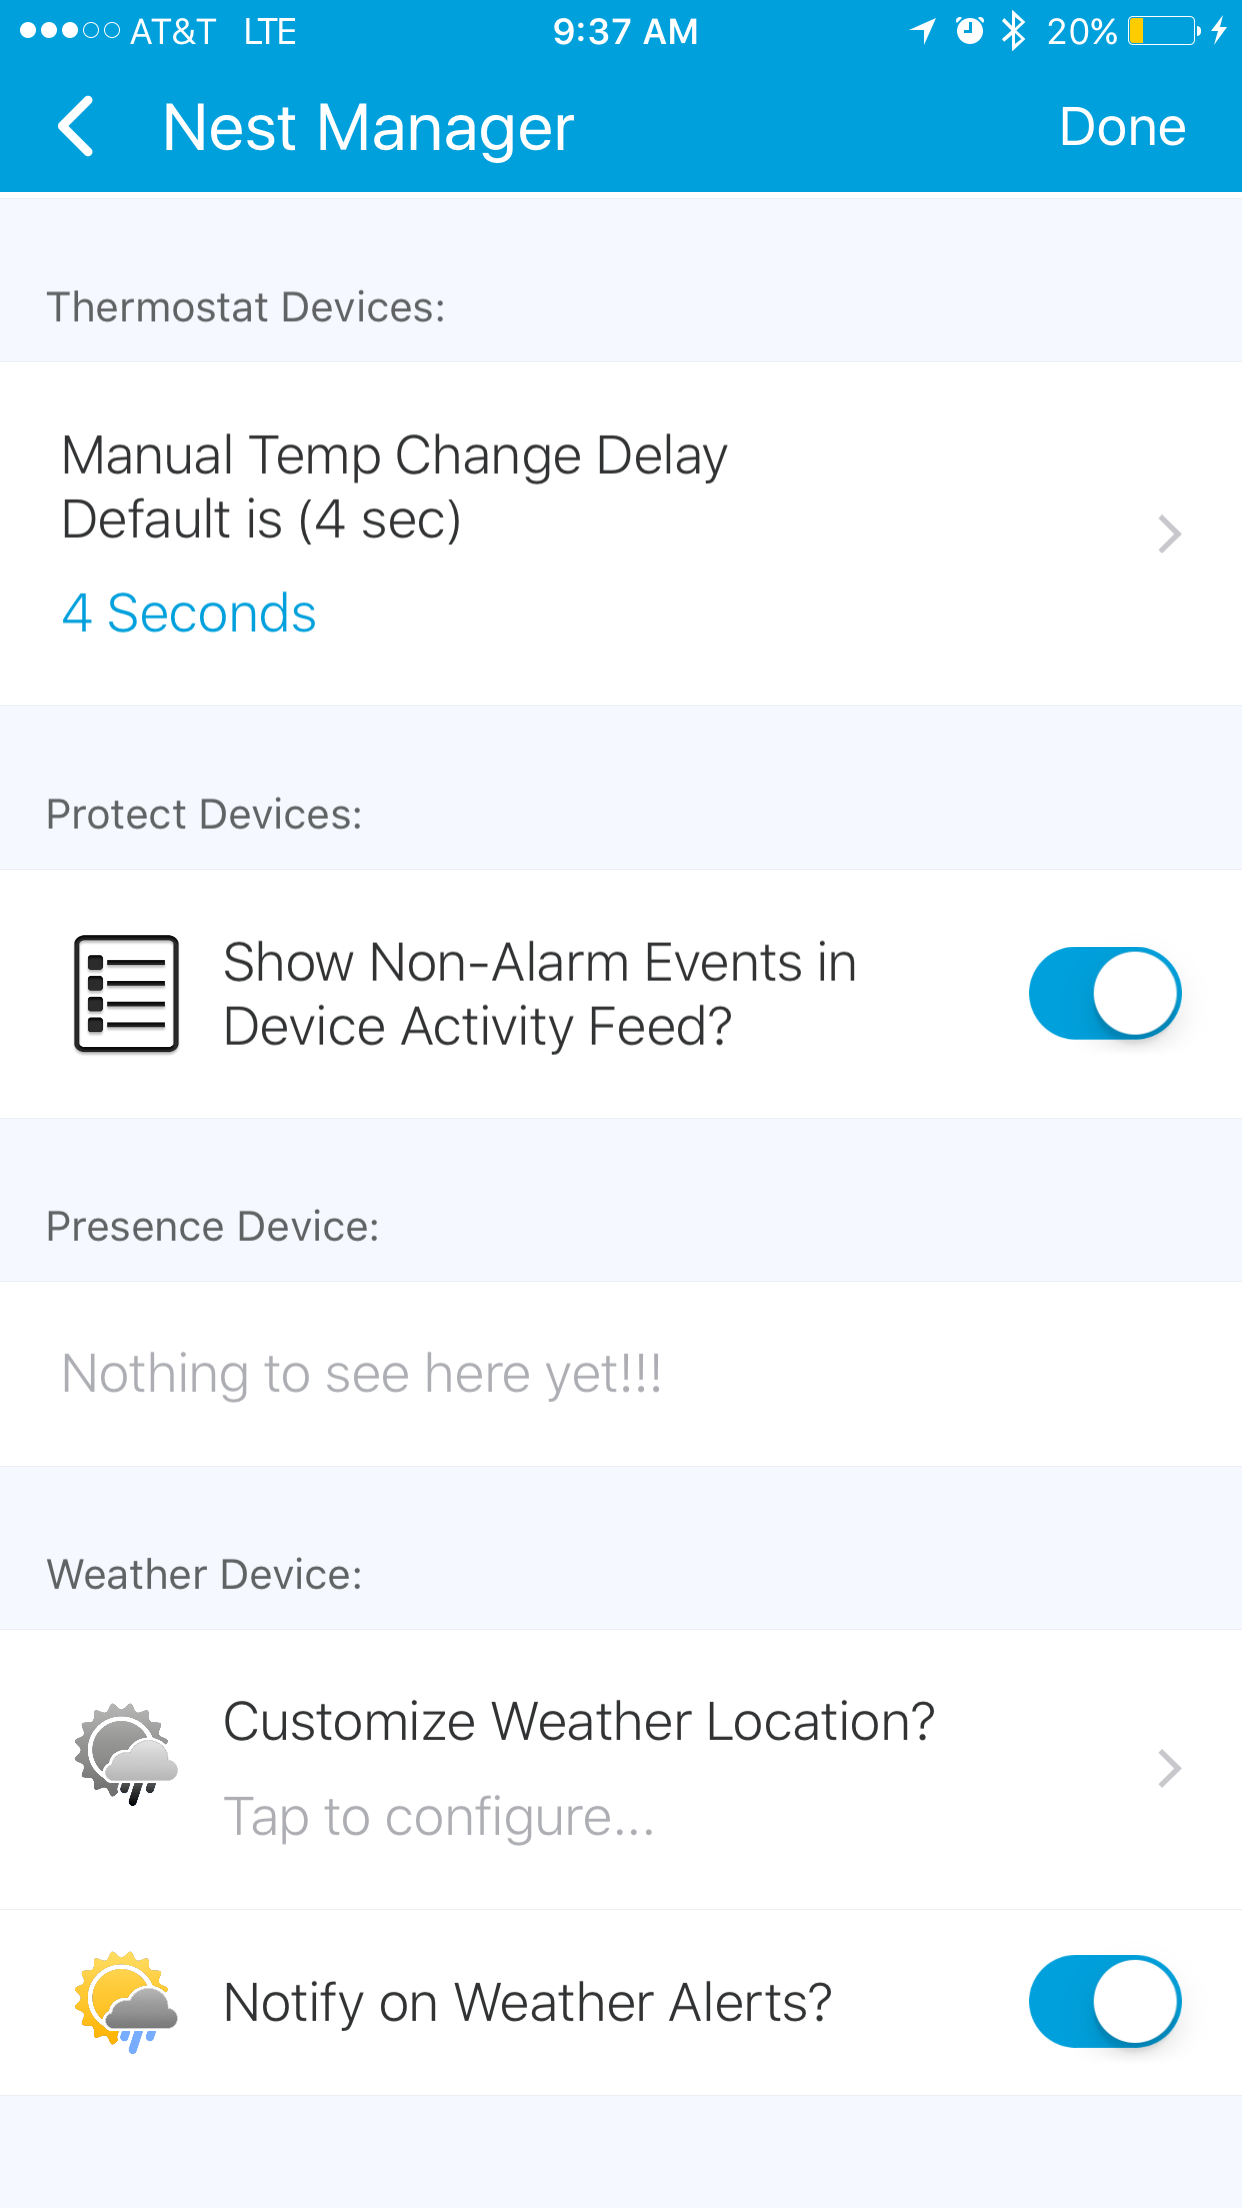 AT&T LTE 9:37 AM 20%
Nest Manager Done
Thermostat Devices:
Manual Temp Change Delay
Default is (4 sec)
4 Seconds
Protect Devices:
Show Non-Alarm Events in
Device Activity Feed?
Presence Device:
Nothing to see here yet!!!
Weather Device:
Customize Weather Location?
Tap to configure...
Notify on Weather Alerts?